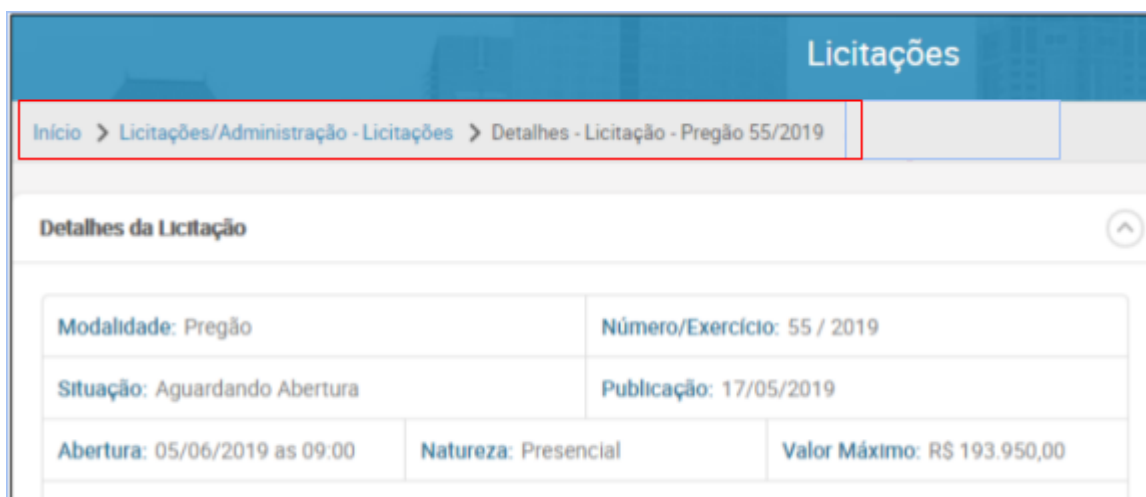 Licitações
Início > Licitações/Administração - Licitações > Detalhes - Licitação - Pregão 55/2019
Detalhes da Licitação
Modalidade: Pregão Número/Exercício: 55 / 2019
Situação: Aguardando Abertura Publicação: 17/05/2019
Abertura: 05/06/2019 as 09:00 Natureza: Presencial Valor Máximo: R$ 193.950,00